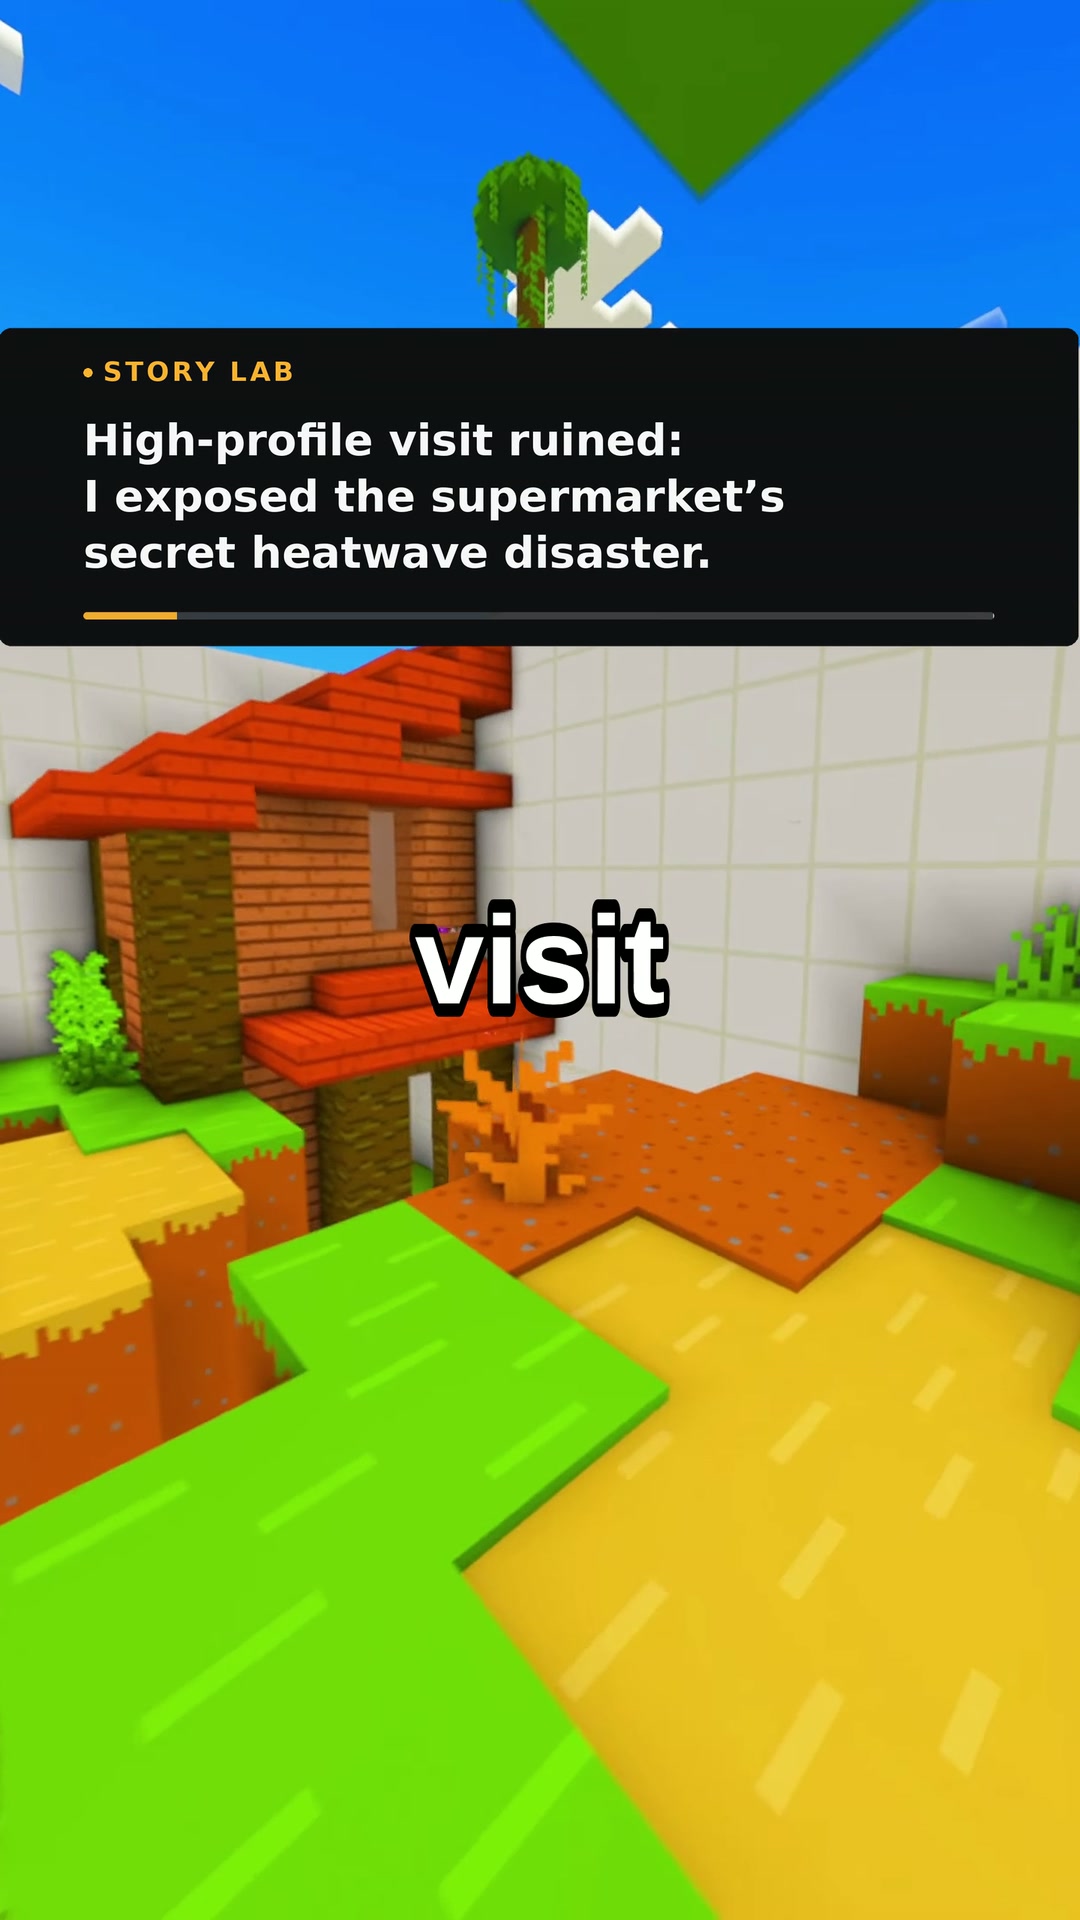 • STORY LAB
High-profile visit ruined:
I exposed the supermarket’s
secret heatwave disaster.
visit